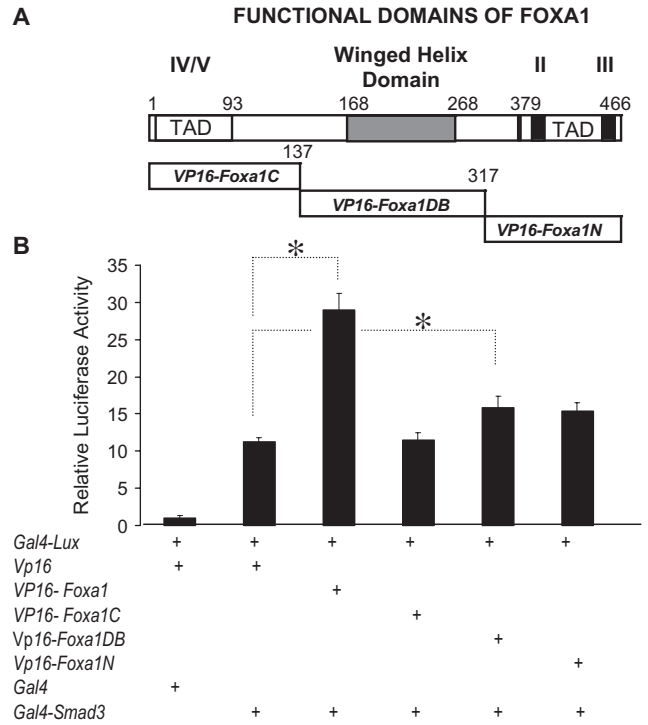 A FUNCTIONAL DOMAINS OF FOXA1
Winged Helix
Domain
IV/V II III
1 93 168 268 379 466
TAD TAD
137
VP16-Foxa1C
317
VP16-Foxa1DB
VP16-Foxa1N
B
Relative Luciferase Activity
35
30
25
20
15
10
5
0
* *
Gal4-Lux + + + + + +
Vp16 + +
VP16- Foxa1 +
VP16- Foxa1C +
Vp16-Foxa1DB +
Vp16-Foxa1N +
Gal4 +
Gal4-Smad3 + + + + +